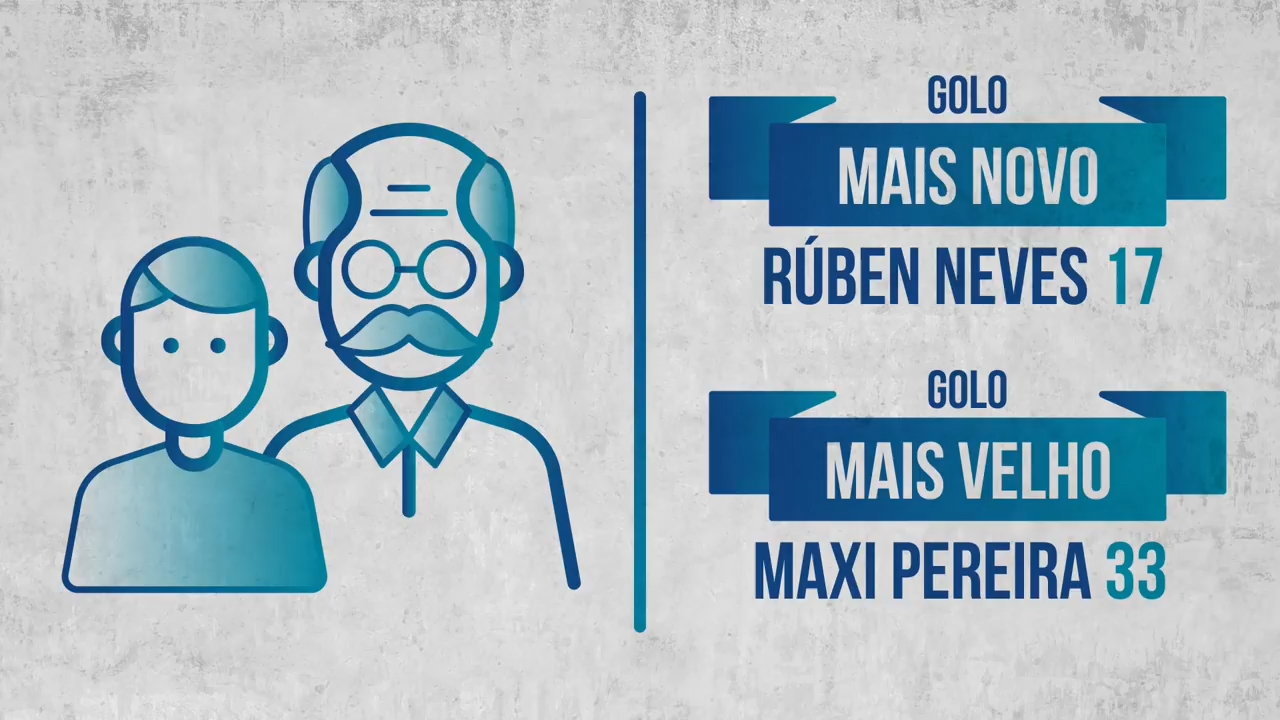 GOLO
MAIS NOVO
RÚBEN NEVES 17
GOLO
MAIS VELHO
MAXI PEREIRA 33